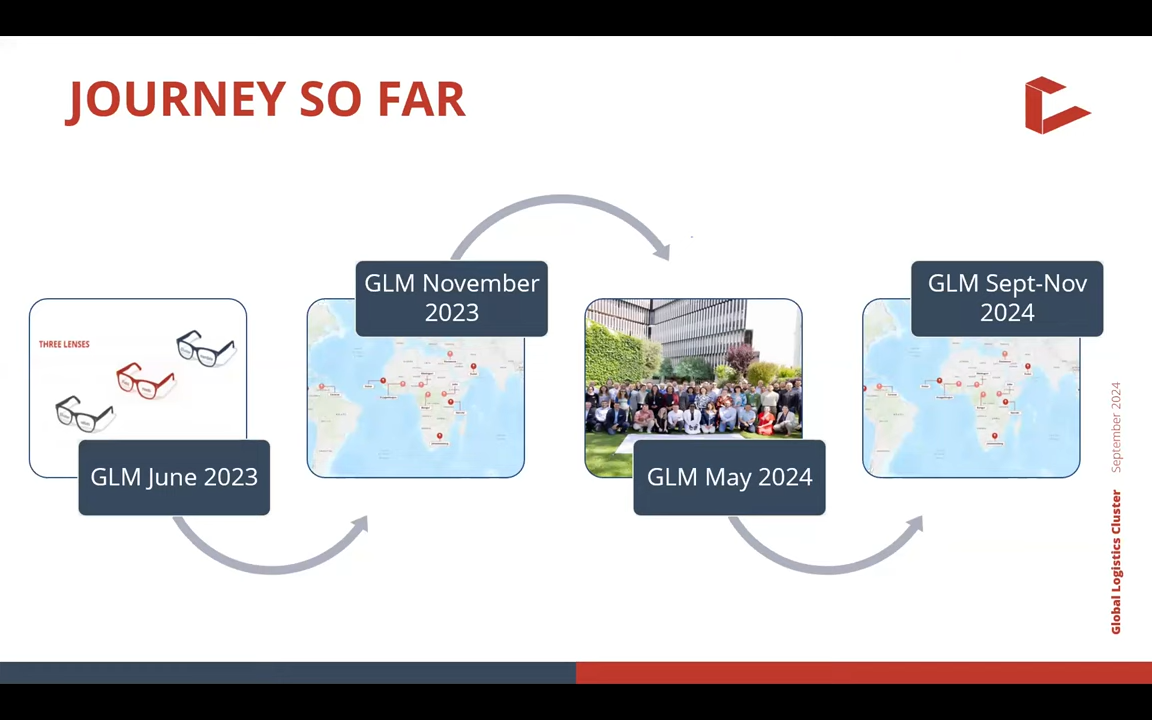 JOURNEY SO FAR
THREE LENSES
GLM June 2023
GLM November
2023
GLM May 2024
GLM Sept-Nov
2024
Global Logistics Cluster September 2024